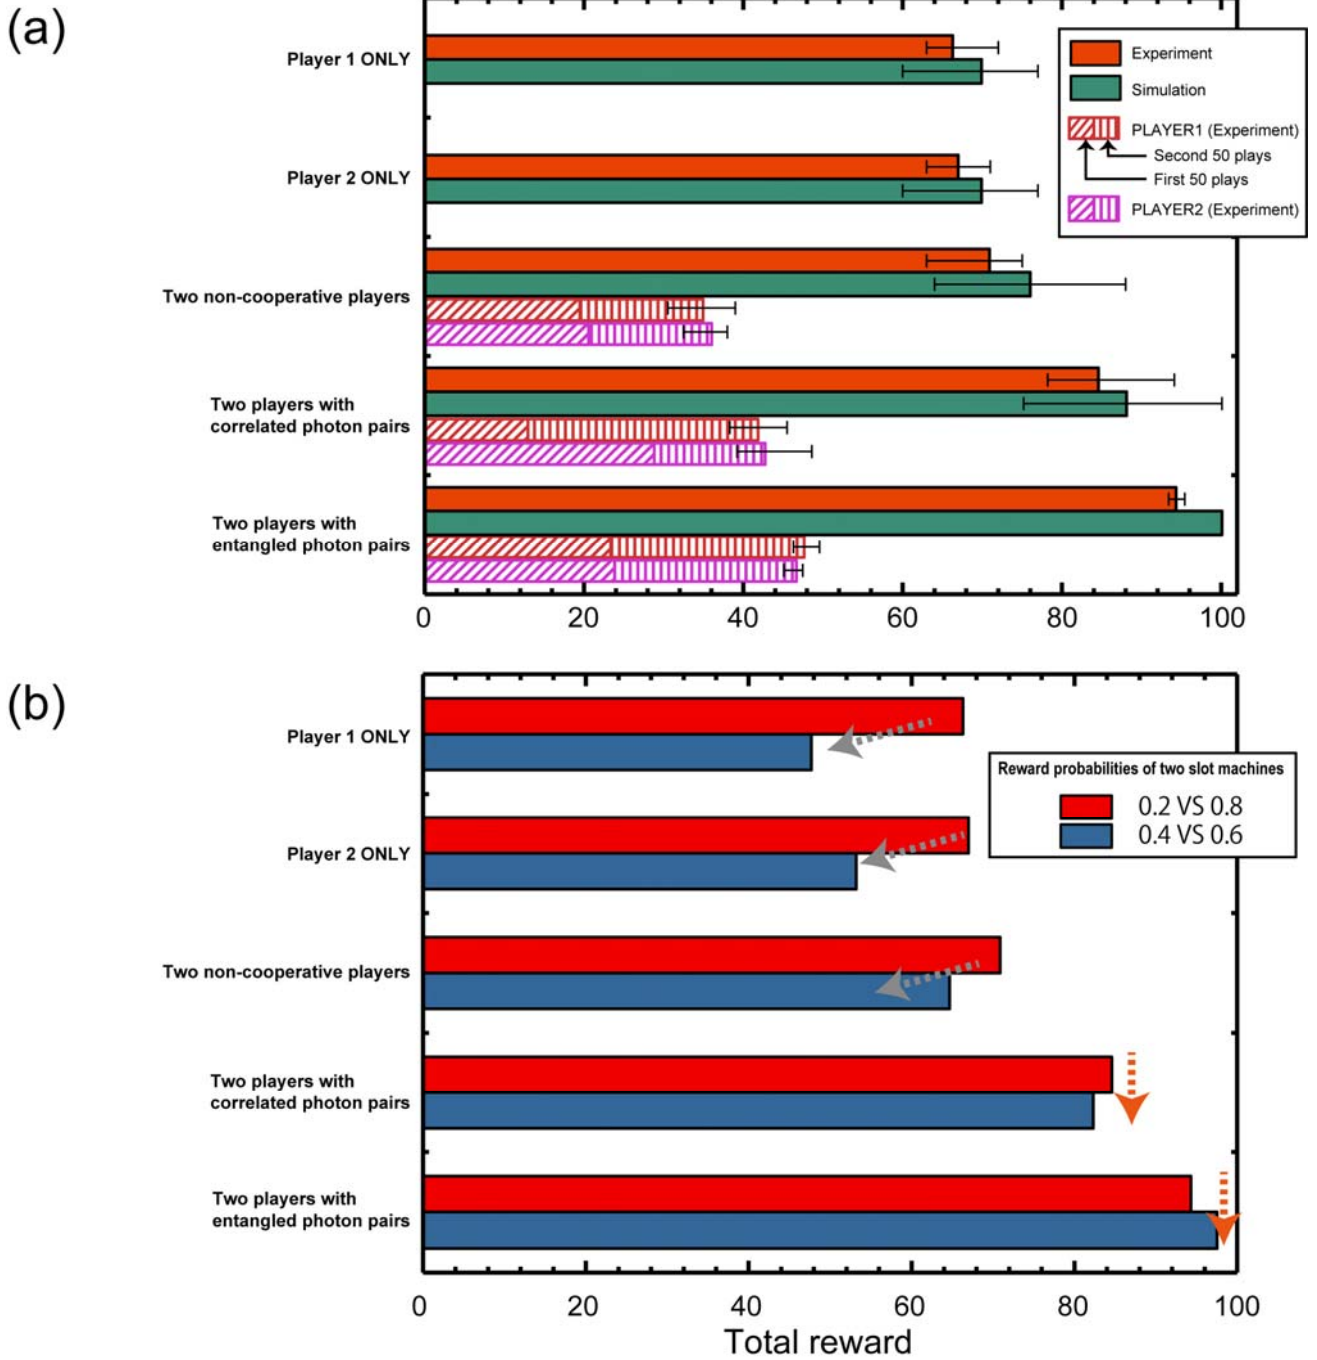 (a)
Player 1 ONLY
Player 2 ONLY
Two non-cooperative players
Two players with
correlated photon pairs
Two players with
entangled photon pairs
Experiment
Simulation
PLAYER1 (Experiment)
Second 50 plays
First 50 plays
PLAYER2 (Experiment)
0 20 40 60 80 100
(b)
Player 1 ONLY
Player 2 ONLY
Two non-cooperative players
Two players with
correlated photon pairs
Two players with
entangled photon pairs
Reward probabilities of two slot machines
0.2 VS 0.8
0.4 VS 0.6
0 20 40 60 80 100
Total reward